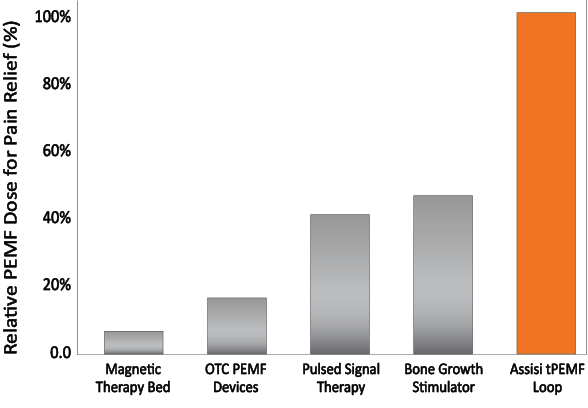 Relative PEMF Dose for Pain Relief (%)
100%
80%
60%
40%
20%
0.0
Magnetic
Therapy Bed
OTC PEMF
Devices
Pulsed Signal
Therapy
Bone Growth
Stimulator
Assisi tPEMF
Loop